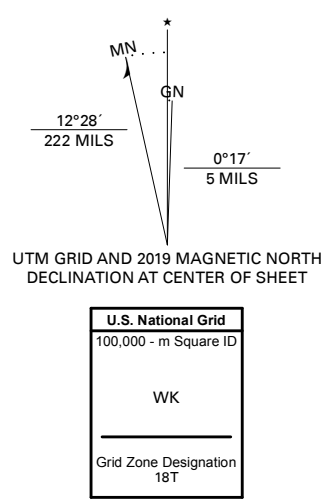 ★
MN
GN
12°28´
222 MILS
0°17´
5 MILS
UTM GRID AND 2019 MAGNETIC NORTH
DECLINATION AT CENTER OF SHEET
U.S. National Grid
100,000 - m Square ID
WK
Grid Zone Designation
18T